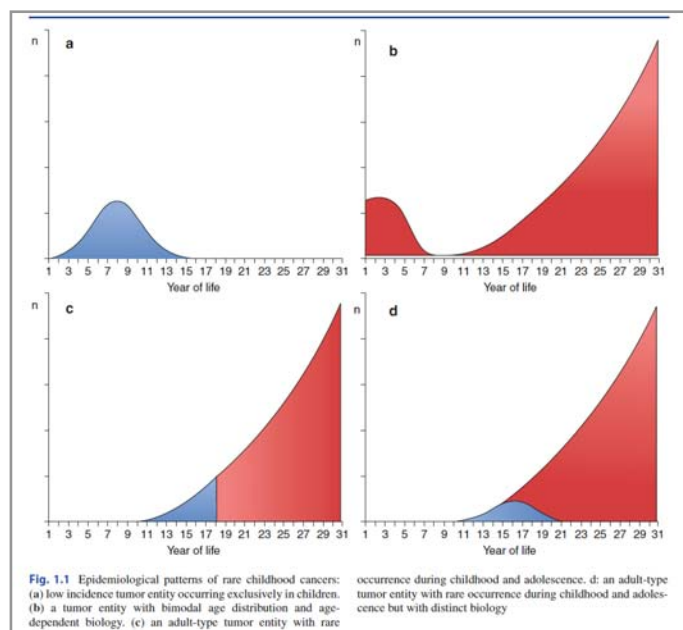 n
a
1 3 5 7 9 11 13 15 17 19 21 23 25 27 29 31
Year of life
n
b
1 3 5 7 9 11 13 15 17 19 21 23 25 27 29 31
Year of life
n
c
1 3 5 7 9 11 13 15 17 19 21 23 25 27 29 31
Year of life
n
d
1 3 5 7 9 11 13 15 17 19 21 23 25 27 29 31
Year of life
Fig. 1.1 Epidemiological patterns of rare childhood cancers:
(a) low incidence tumor entity occurring exclusively in children.
(b) a tumor entity with bimodal age distribution and age-
dependent biology. (c) an adult-type tumor entity with rare
occurrence during childhood and adolescence. d: an adult-type
tumor entity with rare occurrence during childhood and adoles-
cence but with distinct biology